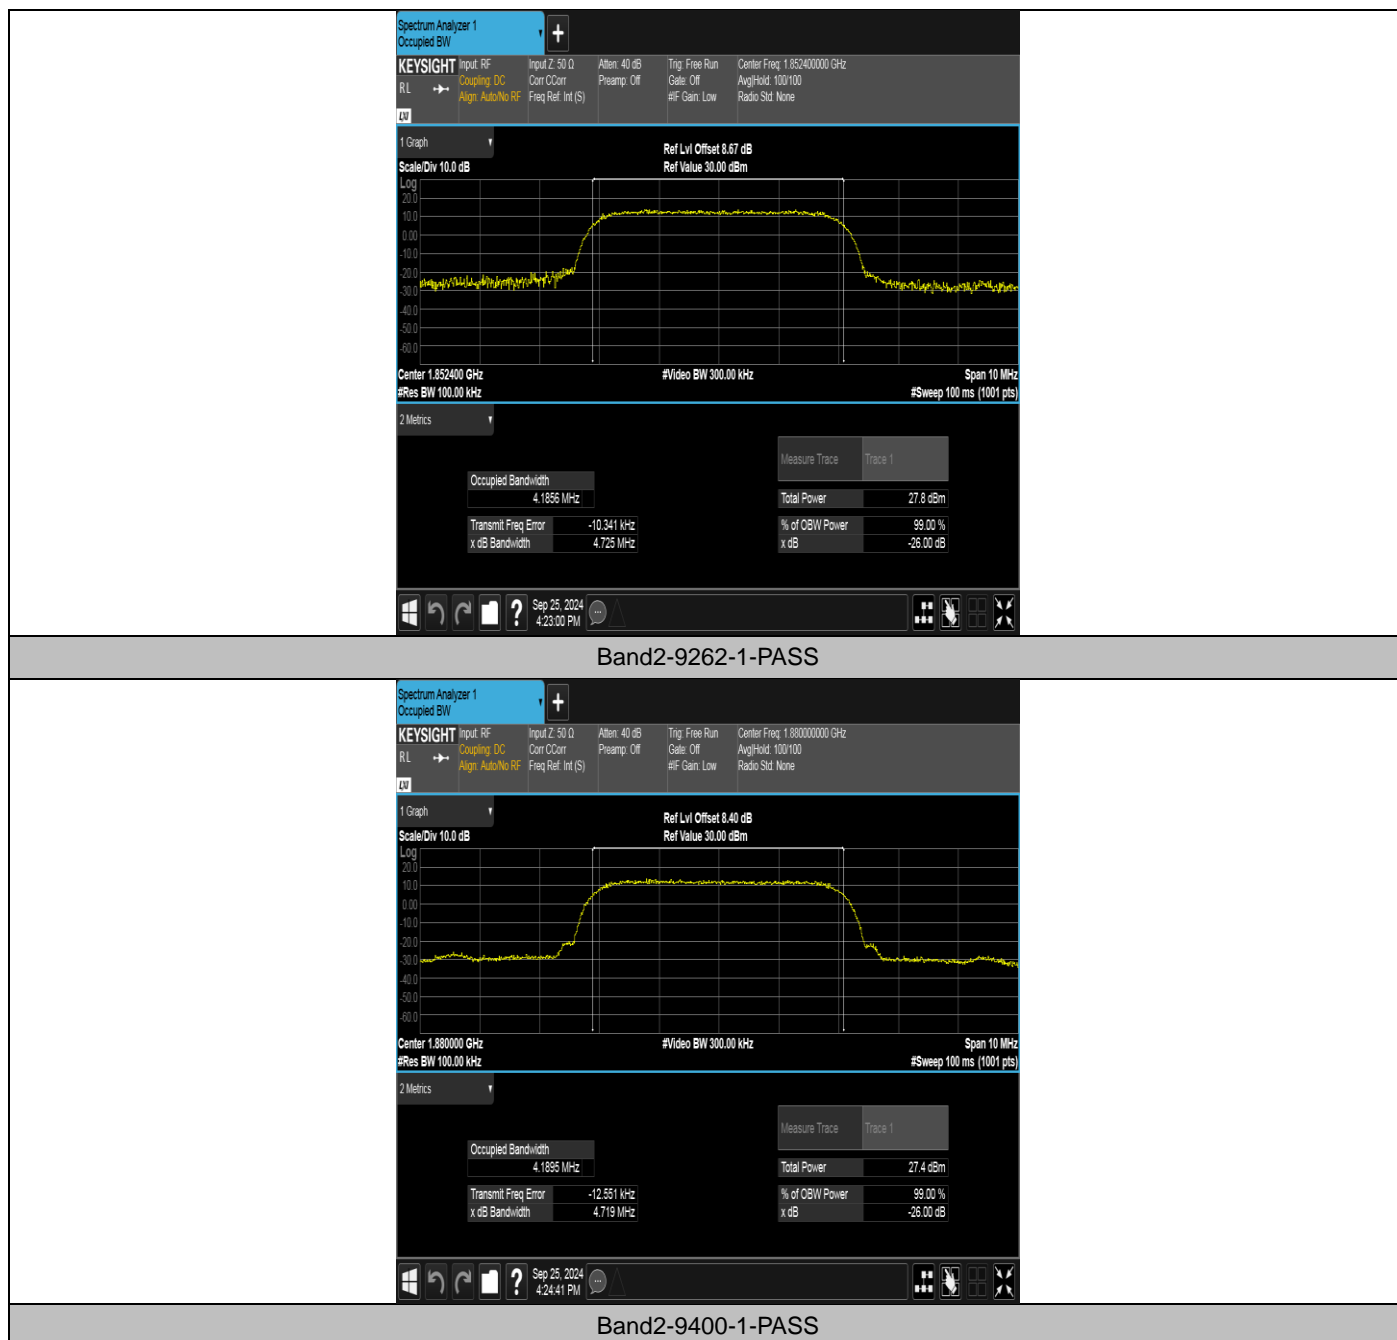 Spectrum Analyzer 1
Occupied BW
+
KEYSIGHT Input: RF Input Z: 50 Ω Atten: 40 dB Trig: Free Run Center Freq: 1.852400000 GHz
RL Coupling: DC Corr CCorr Preamp: Off Gate: Off Avg|Hold: 100/100
Align: Auto/No RF Freq Ref: Int (S) #IF Gain: Low Radio Std: None
LXI
1 Graph
Ref Lvl Offset 8.67 dB
Scale/Div 10.0 dB Ref Value 30.00 dBm
Log
20.0
10.0
0.00
-10.0
-20.0
-30.0
-40.0
-50.0
-60.0
Center 1.852400 GHz #Video BW 300.00 kHz Span 10 MHz
#Res BW 100.00 kHz #Sweep 100 ms (1001 pts)
2 Metrics
Measure Trace Trace 1
Occupied Bandwidth
4.1856 MHz Total Power 27.8 dBm
Transmit Freq Error -10.341 kHz % of OBW Power 99.00 %
x dB Bandwidth 4.725 MHz x dB -26.00 dB
? Sep 25, 2024
4:23:00 PM
Band2-9262-1-PASS
Spectrum Analyzer 1
Occupied BW
+
KEYSIGHT Input: RF Input Z: 50 Ω Atten: 40 dB Trig: Free Run Center Freq: 1.880000000 GHz
RL Coupling: DC Corr CCorr Preamp: Off Gate: Off Avg|Hold: 100/100
Align: Auto/No RF Freq Ref: Int (S) #IF Gain: Low Radio Std: None
LXI
1 Graph
Ref Lvl Offset 8.40 dB
Scale/Div 10.0 dB Ref Value 30.00 dBm
Log
20.0
10.0
0.00
-10.0
-20.0
-30.0
-40.0
-50.0
-60.0
Center 1.880000 GHz #Video BW 300.00 kHz Span 10 MHz
#Res BW 100.00 kHz #Sweep 100 ms (1001 pts)
2 Metrics
Measure Trace Trace 1
Occupied Bandwidth
4.1895 MHz Total Power 27.4 dBm
Transmit Freq Error -12.551 kHz % of OBW Power 99.00 %
x dB Bandwidth 4.719 MHz x dB -26.00 dB
? Sep 25, 2024
4:24:41 PM
Band2-9400-1-PASS